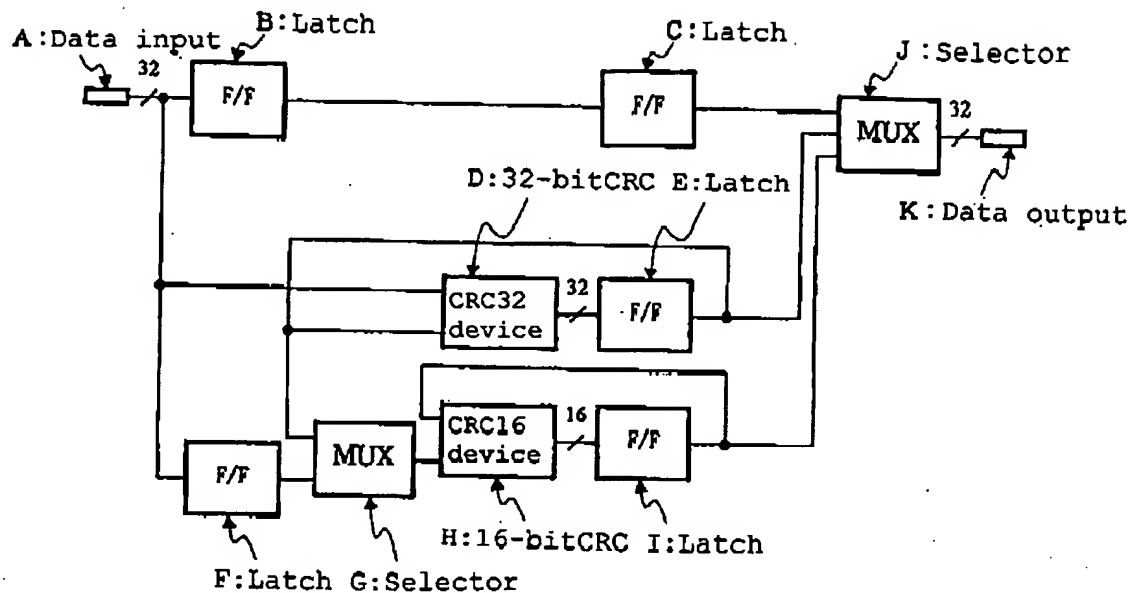 B:Latch
C:Latch
A:Data input
J:Selector
32
F/F
F/F
MUX
32
D:32-bitCRC E:Latch
K:Data output
CRC32
device
32
F/F
CRC16
device
16
F/F
F/F
MUX
H:16-bitCRC I:Latch
F:Latch G:Selector